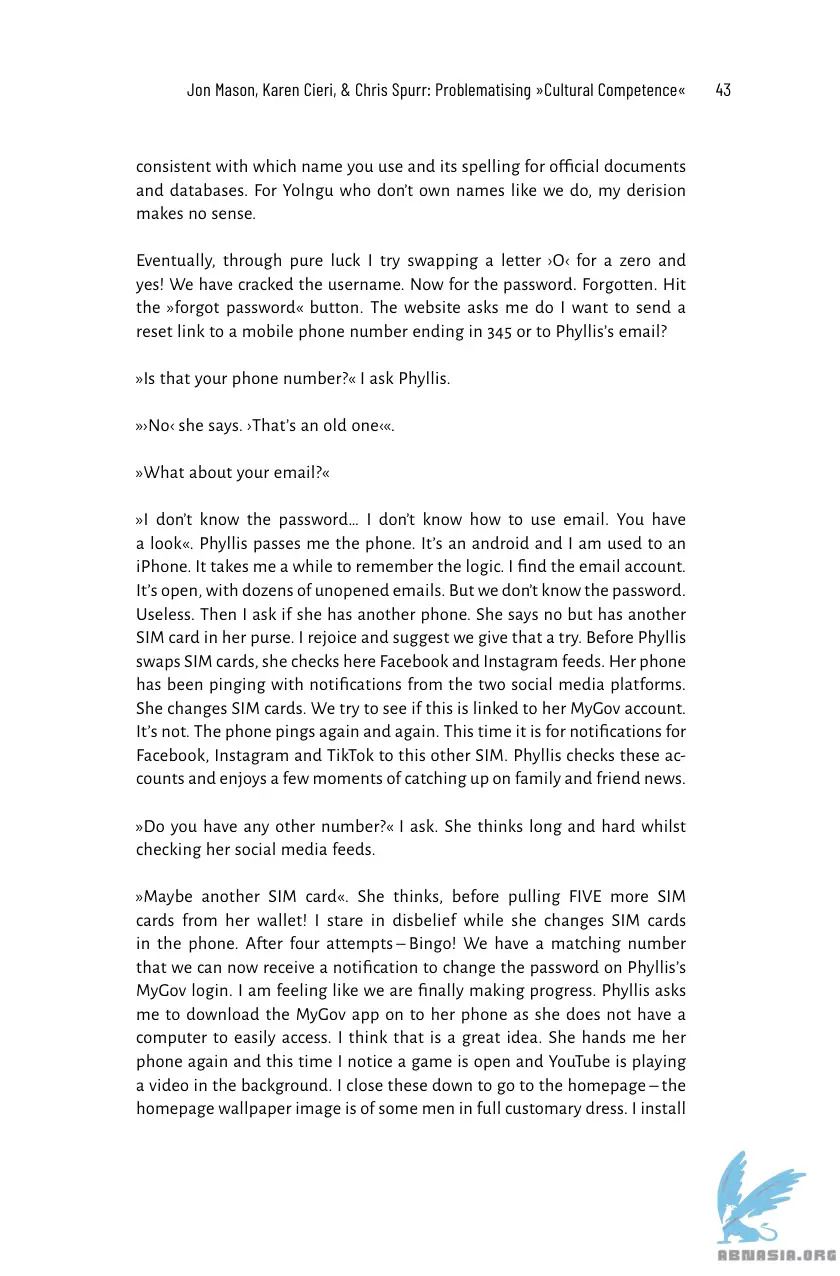 Jon Mason, Karen Cieri, & Chris Spurr: Problematising »Cultural Competence« 43
consistent with which name you use and its spelling for official documents
and databases. For Yolngu who don’t own names like we do, my derision
makes no sense.
Eventually, through pure luck I try swapping a letter ›O‹ for a zero and
yes! We have cracked the username. Now for the password. Forgotten. Hit
the »forgot password« button. The website asks me do I want to send a
reset link to a mobile phone number ending in 345 or to Phyllis’s email?
»Is that your phone number?« I ask Phyllis.
»›No‹ she says. ›That’s an old one‹«.
»What about your email?«
»I don’t know the password… I don’t know how to use email. You have
a look«. Phyllis passes me the phone. It’s an android and I am used to an
iPhone. It takes me a while to remember the logic. I find the email account.
It’s open, with dozens of unopened emails. But we don’t know the password.
Useless. Then I ask if she has another phone. She says no but has another
SIM card in her purse. I rejoice and suggest we give that a try. Before Phyllis
swaps SIM cards, she checks here Facebook and Instagram feeds. Her phone
has been pinging with notifications from the two social media platforms.
She changes SIM cards. We try to see if this is linked to her MyGov account.
It’s not. The phone pings again and again. This time it is for notifications for
Facebook, Instagram and TikTok to this other SIM. Phyllis checks these ac-
counts and enjoys a few moments of catching up on family and friend news.
»Do you have any other number?« I ask. She thinks long and hard whilst
checking her social media feeds.
»Maybe another SIM card«. She thinks, before pulling FIVE more SIM
cards from her wallet! I stare in disbelief while she changes SIM cards
in the phone. After four attempts – Bingo! We have a matching number
that we can now receive a notification to change the password on Phyllis’s
MyGov login. I am feeling like we are finally making progress. Phyllis asks
me to download the MyGov app on to her phone as she does not have a
computer to easily access. I think that is a great idea. She hands me her
phone again and this time I notice a game is open and YouTube is playing
a video in the background. I close these down to go to the homepage – the
homepage wallpaper image is of some men in full customary dress. I install
ABNASIA.ORG